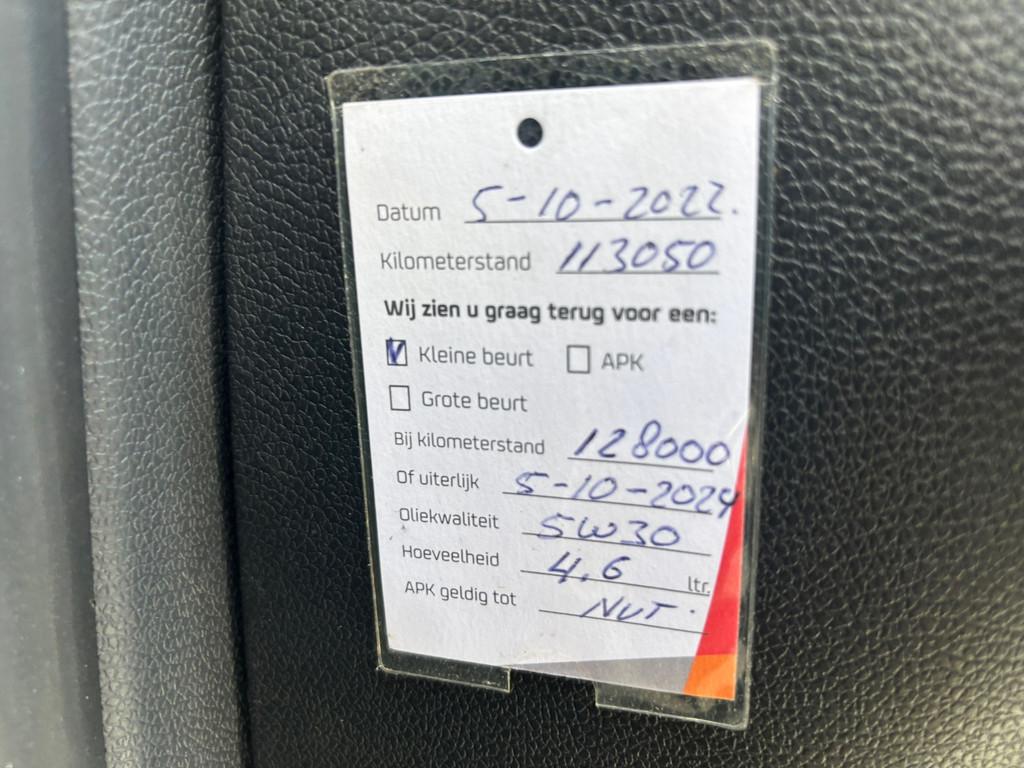 Datum 5-10-2022.
Kilometerstand 113050
Wij zien u graag terug voor een:
Kleine beurt APK
Grote beurt
Bij kilometerstand 128000
Of uiterlijk 5-10-2024
Oliekwaliteit 5W30
Hoeveelheid 4.6 ltr.
APK geldig tot NVT.